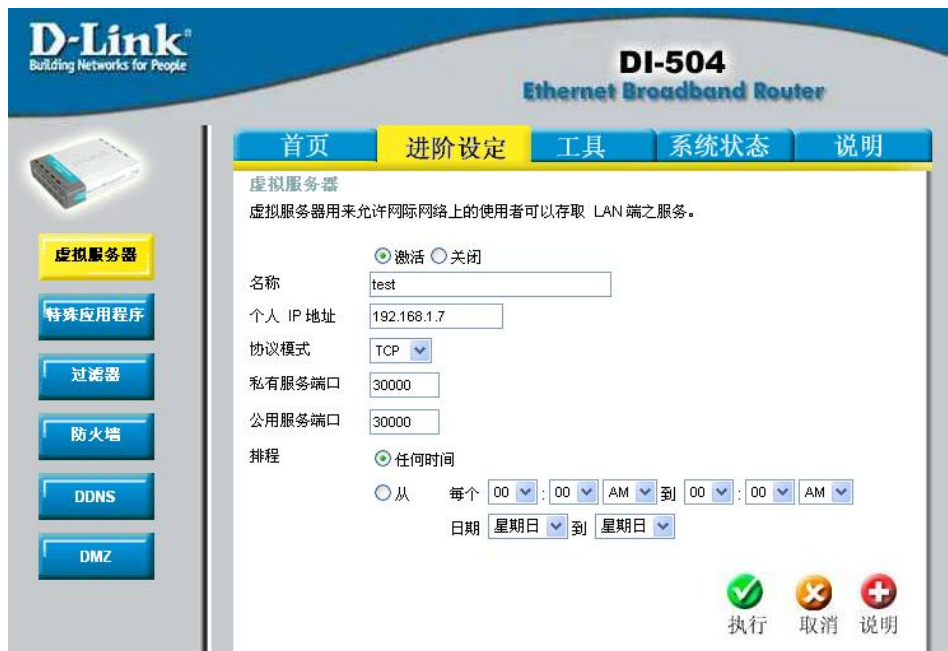 D-Link
Building Networks for People
DI-504
Ethernet Broadband Router
首页 进阶设定 工具 系统状态 说明
虚拟服务器
特殊应用程序
过滤器
防火墙
DDNS
DMZ
虚拟服务器
虚拟服务器用来允许网际网络上的使用者可以存取 LAN 端之服务。
激活 关闭
名称 test
个人 IP 地址 192.168.1.7
协议模式 TCP
私有服务端口 30000
公用服务端口 30000
排程 任何时间
从 每个 00 : 00 AM 到 00 : 00 AM
日期 星期日 到 星期日
执行 取消 说明